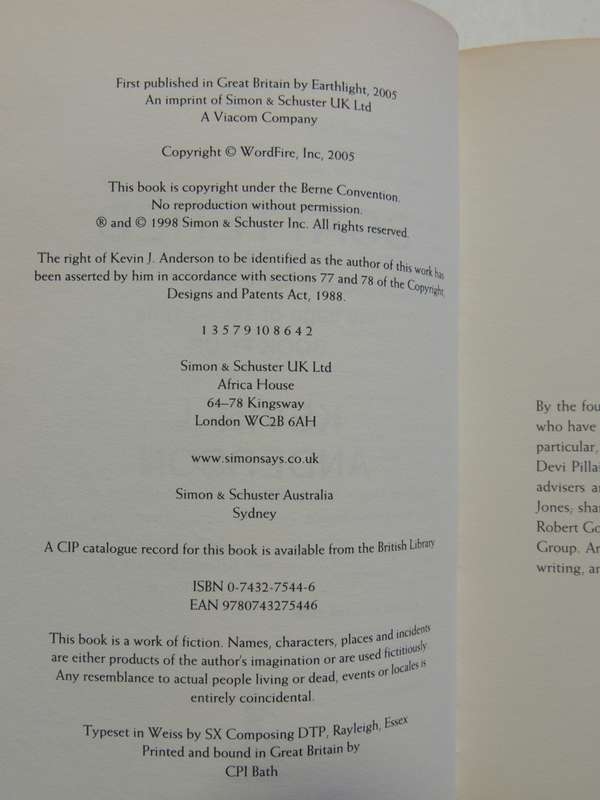 First published in Great Britain by Earthlight, 2005
An imprint of Simon & Schuster UK Ltd
A Viacom Company
Copyright © WordFire, Inc, 2005
This book is copyright under the Berne Convention.
No reproduction without permission.
® and © 1998 Simon & Schuster Inc. All rights reserved.
The right of Kevin J. Anderson to be identified as the author of this work has
been asserted by him in accordance with sections 77 and 78 of the Copyright,
Designs and Patents Act, 1988.
1 3 5 7 9 10 8 6 4 2
Simon & Schuster UK Ltd
Africa House
64–78 Kingsway
London WC2B 6AH
www.simonsays.co.uk
Simon & Schuster Australia
Sydney
A CIP catalogue record for this book is available from the British Library
ISBN 0-7432-7544-6
EAN 9780743275446
This book is a work of fiction. Names, characters, places and incidents
are either products of the author's imagination or are used fictitiously.
Any resemblance to actual people living or dead, events or locales is
entirely coincidental.
Typeset in Weiss by SX Composing DTP, Rayleigh, Essex
Printed and bound in Great Britain by
CPI Bath
By the
who have
particular,
Devi
advisers
Jones;
Robert
Group.
writing,